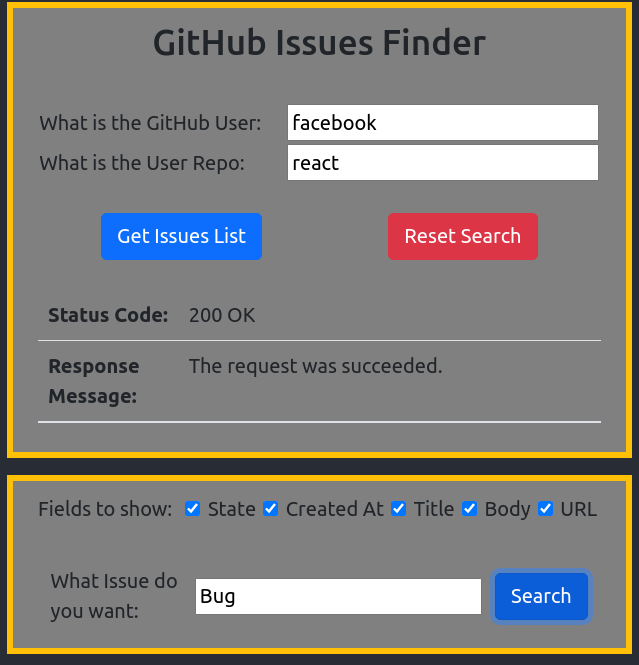 GitHub Issues Finder
What is the GitHub User: facebook
What is the User Repo: react
Get Issues List Reset Search
Status Code: 200 OK
Response The request was succeeded.
Message:
Fields to show: State Created At Title Body URL
What Issue do
you want:
Bug
Search